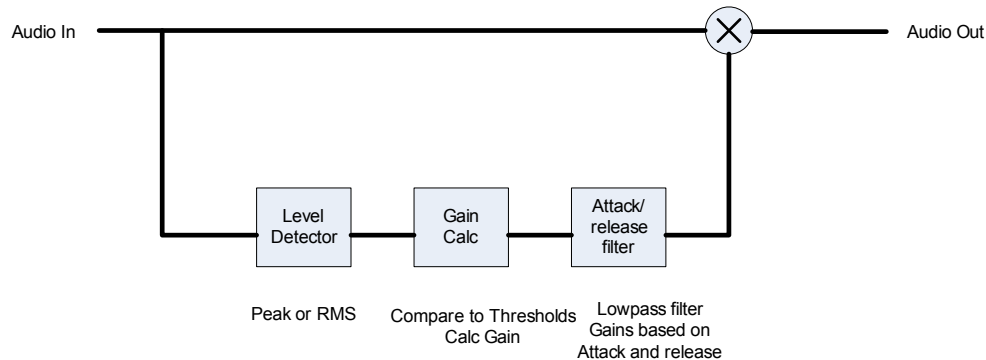 Audio In
Audio Out
Level
Detector
Gain
Calc
Attack/
release
filter
Peak or RMS
Compare to Thresholds
Calc Gain
Lowpass filter
Gains based on
Attack and release